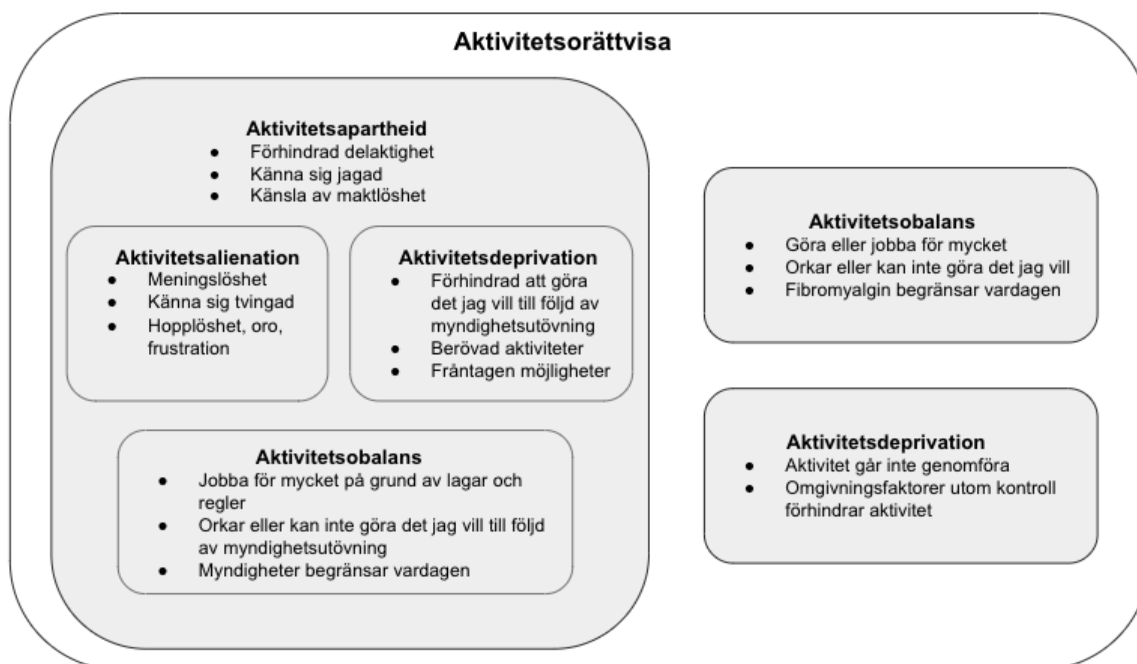 Aktivitetsorättvisa
Aktivitetsapartheid
● Förhindrad delaktighet
● Känna sig jagad
● Känsla av maktlöshet
Aktivitetsalienation
● Meningslöshet
● Känna sig tvingad
● Hopplöshet, oro,
frustration
Aktivitetsdeprivation
● Förhindrad att göra
det jag vill till följd av
myndighetsutövning
● Berövad aktiviteter
● Fråntagen möjligheter
Aktivitetsobalans
● Jobba för mycket på grund av lagar och
regler
● Orkar eller kan inte göra det jag vill till följd
av myndighetsutövning
● Myndigheter begränsar vardagen
Aktivitetsobalans
● Göra eller jobba för mycket
● Orkar eller kan inte göra det jag vill
● Fibromyalgin begränsar vardagen
Aktivitetsdeprivation
● Aktivitet går inte genomföra
● Omgivningsfaktorer utom kontroll
förhindrar aktivitet